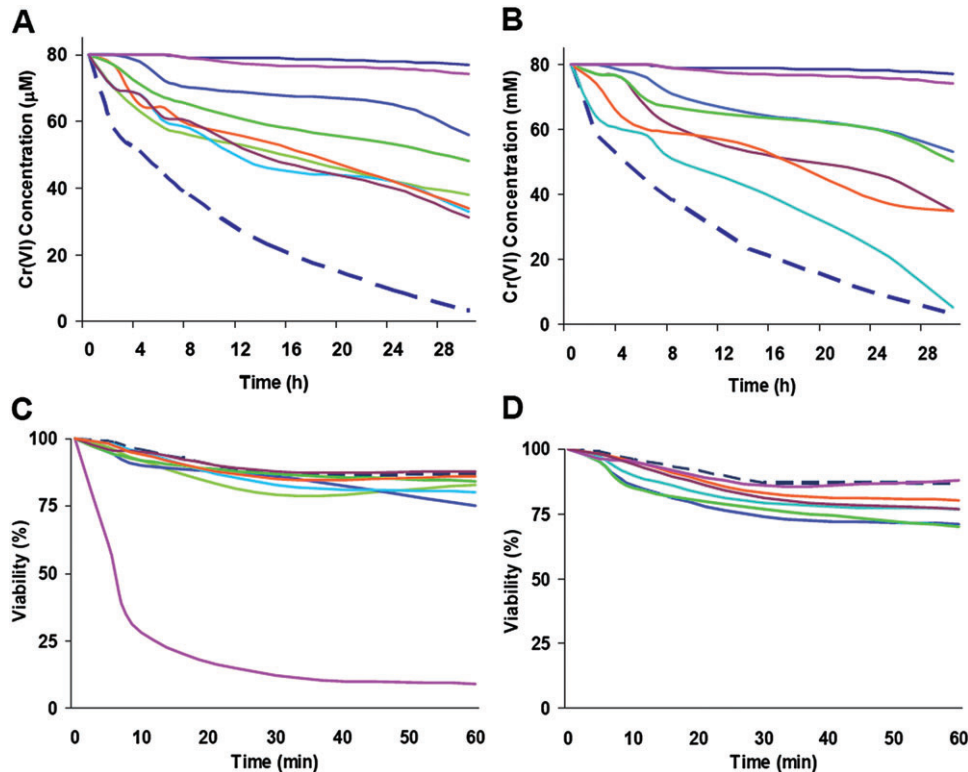 A
Cr(VI) Concentration (µM)
80
60
40
20
0
0 4 8 12 16 20 24 28
Time (h)
B
Cr(VI) Concentration (mM)
80
60
40
20
0
0 4 8 12 16 20 24 28
Time (h)
C
Viability (%)
100
75
50
25
0
0 10 20 30 40 50 60
Time (min)
D
Viability (%)
100
75
50
25
0
0 10 20 30 40 50 60
Time (min)